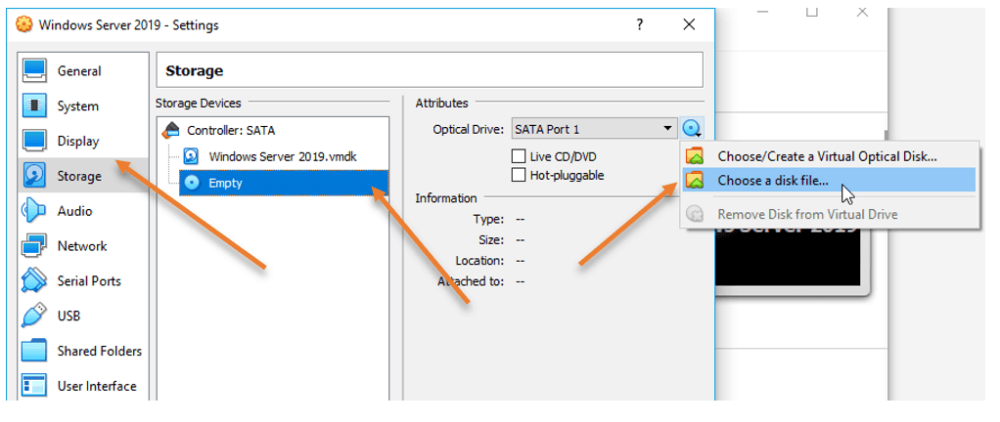 Windows Server 2019 - Settings
?
General
System
Display
Storage
Audio
Network
Serial Ports
USB
Shared Folders
User Interface
Storage
Storage Devices
Controller: SATA
Windows Server 2019.vmdk
Empty
Attributes
Optical Drive: SATA Port 1
Live CD/DVD
Hot-pluggable
Information
Type: --
Size: --
Location: --
Attached to: --
Choose/Create a Virtual Optical Disk...
Choose a disk file...
Remove Disk from Virtual Drive
Server 2019